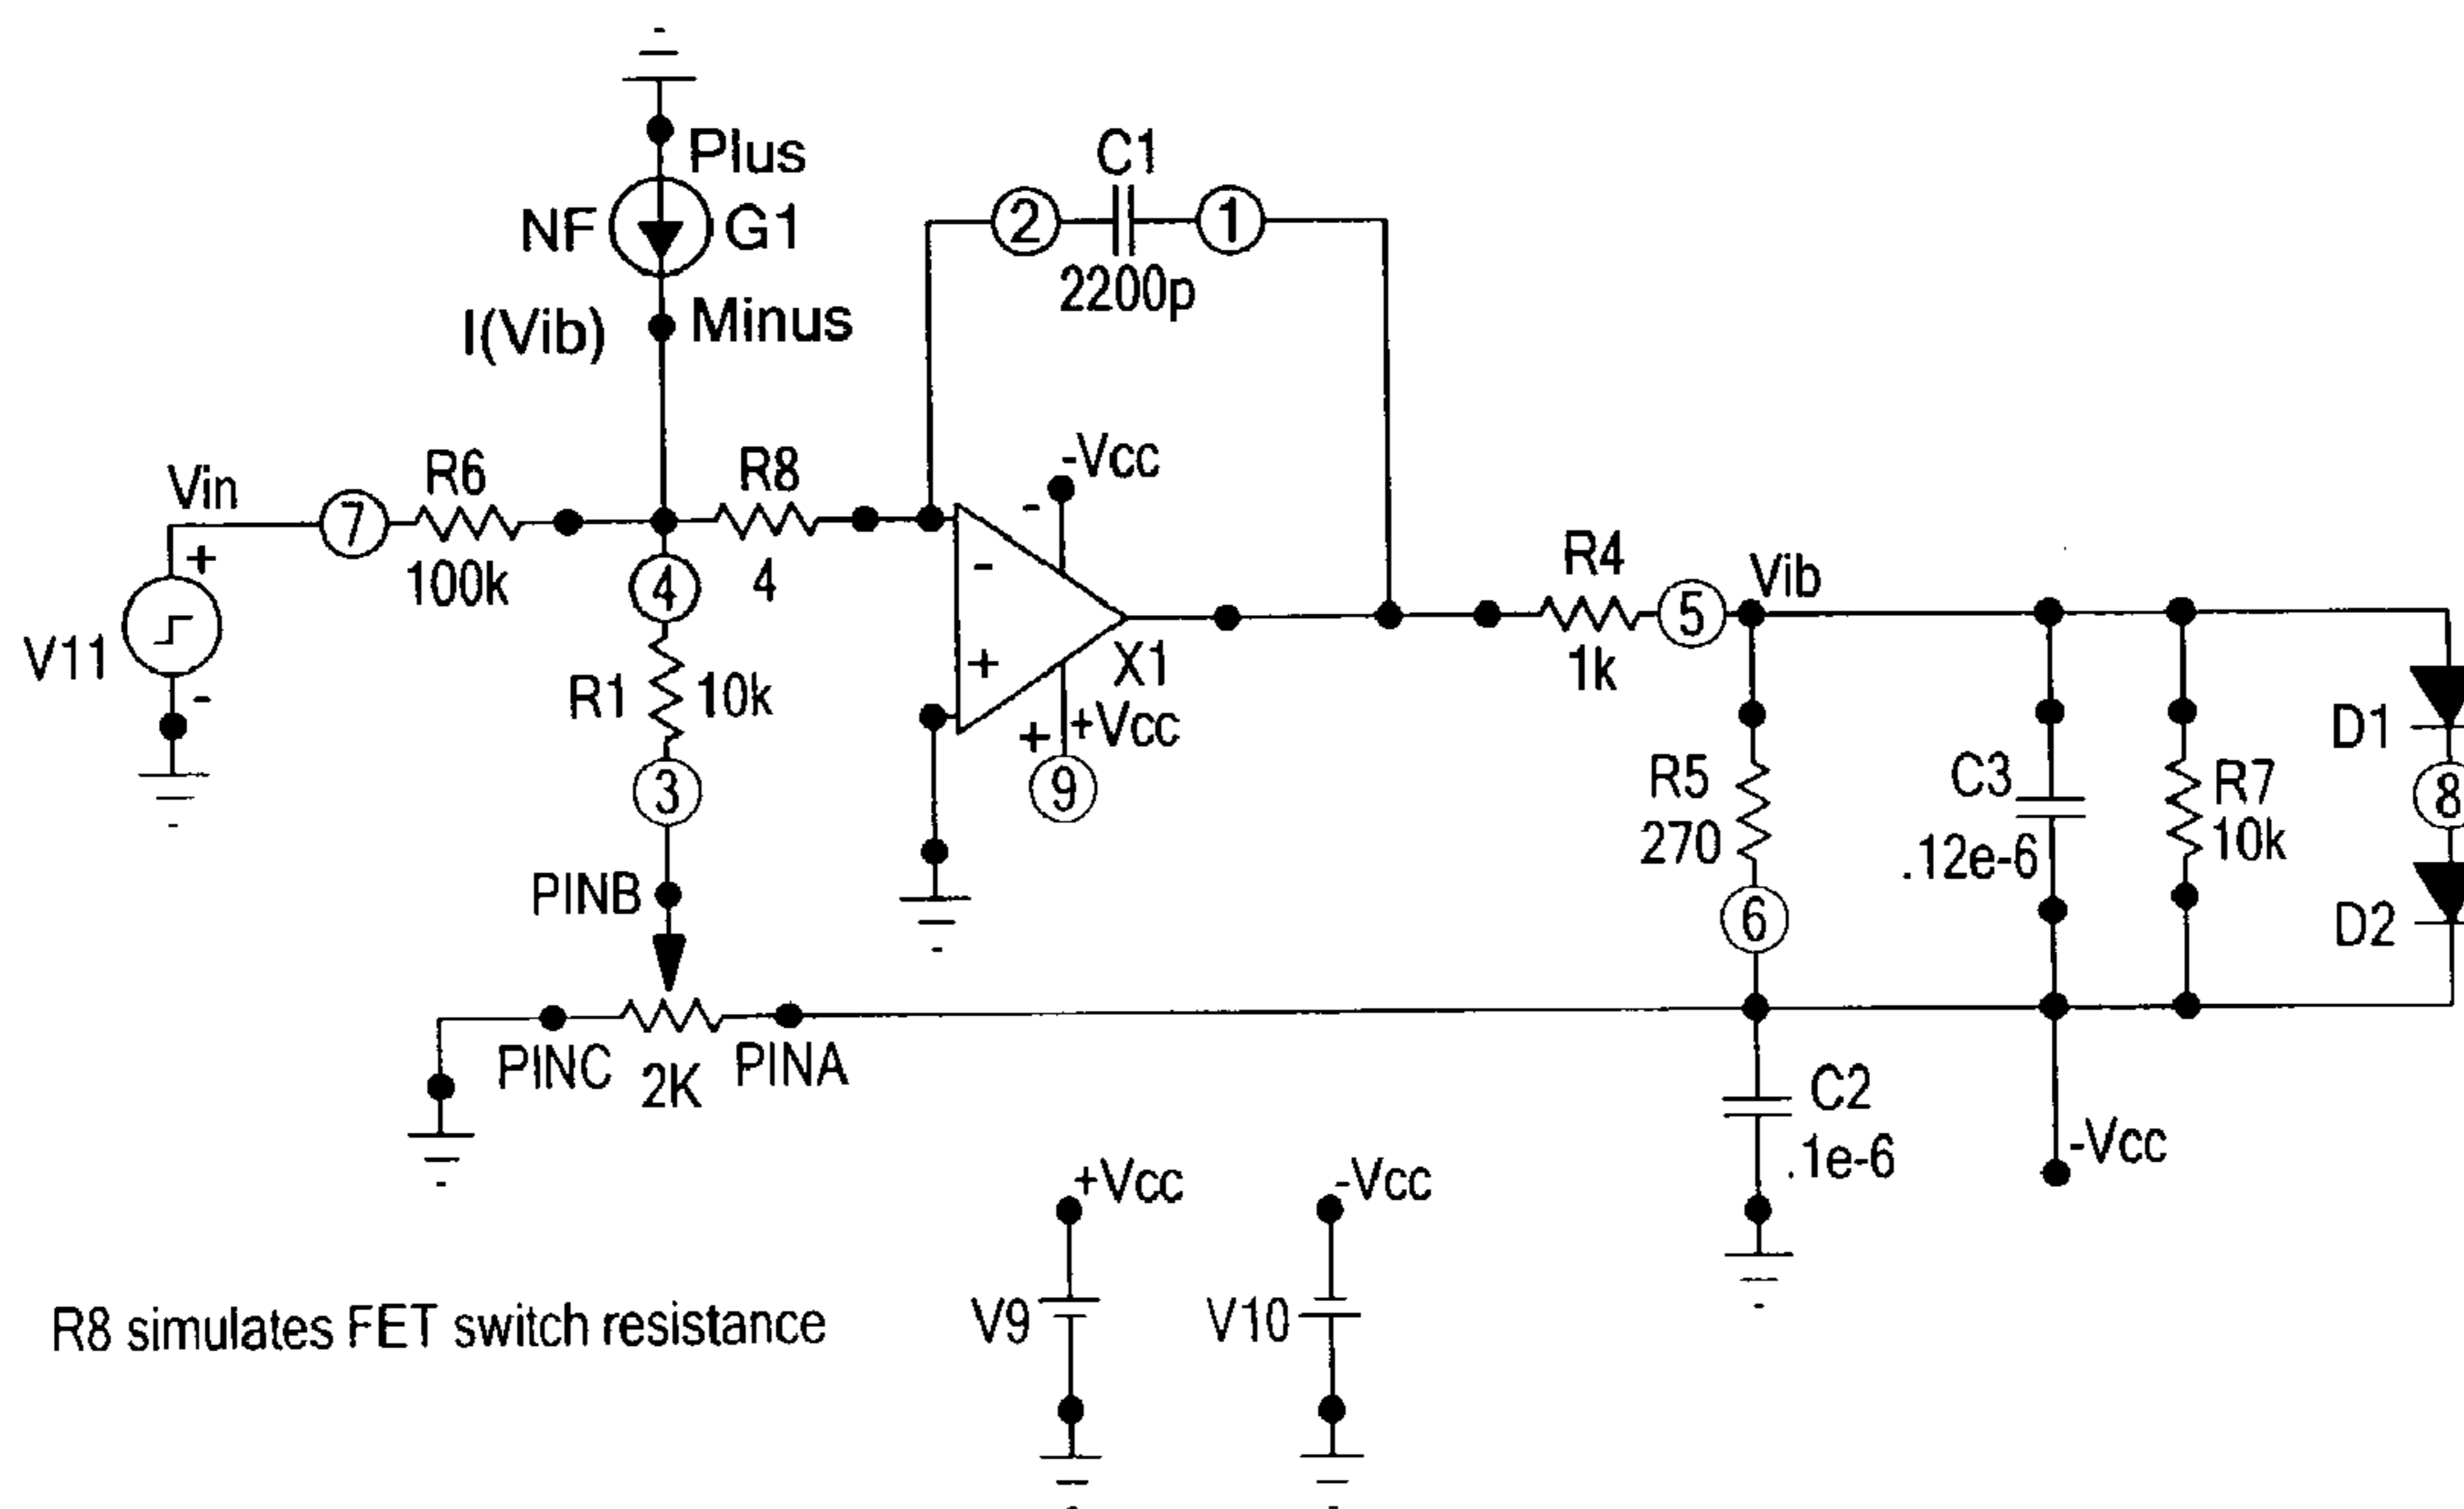 Plus
C1
NF
G1
2
1
2200p
I(Vib)
Minus
-Vcc
-
Vin
R6
R8
7
100k
4
4
+
V11
-
-
+
X1
R4
5
Vib
1k
R1
10k
+
+Vcc
3
9
D1
R5
270
C3
.12e-6
R7
10k
8
PINB
6
D2
PINC
2K
PINA
C2
.1e-6
-Vcc
+Vcc
-Vcc
V9
V10
R8 simulates FET switch resistance